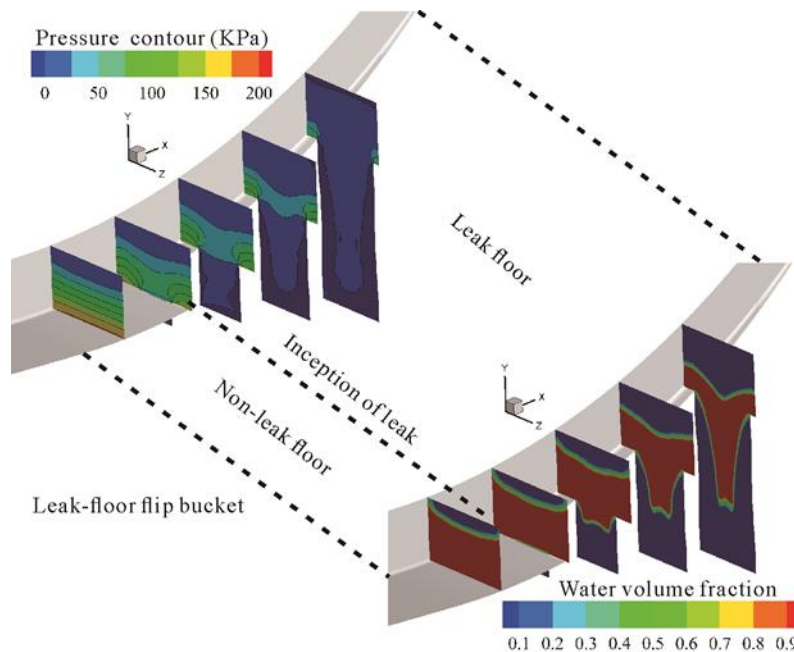 Pressure contour (KPa)
0 50 100 150 200
Y
X
Z
Leak floor
Inception of leak
Non-leak floor
Leak-floor flip bucket
Y
X
Z
Water volume fraction
0.1 0.2 0.3 0.4 0.5 0.6 0.7 0.8 0.9